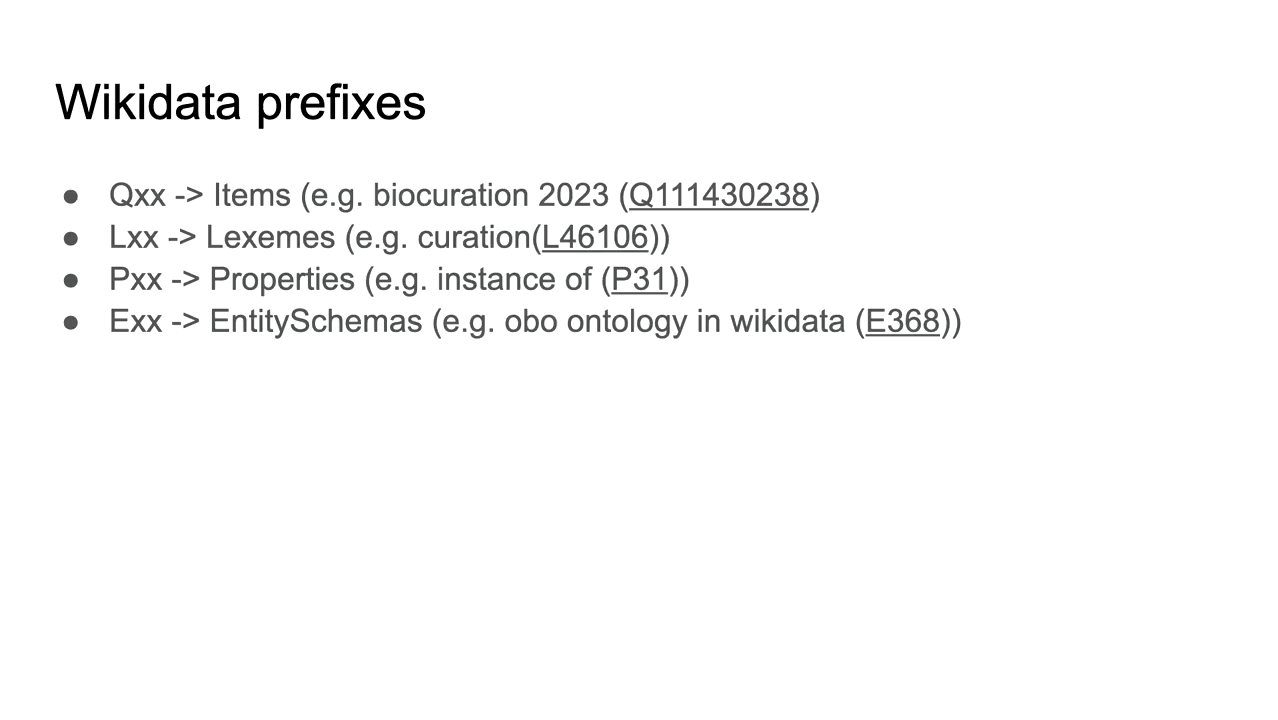 Wikidata prefixes
● Qxx -> Items (e.g. biocuration 2023 (Q111430238)
● Lxx -> Lexemes (e.g. curation(L46106))
● Pxx -> Properties (e.g. instance of (P31))
● Exx -> EntitySchemas (e.g. obo ontology in wikidata (E368))